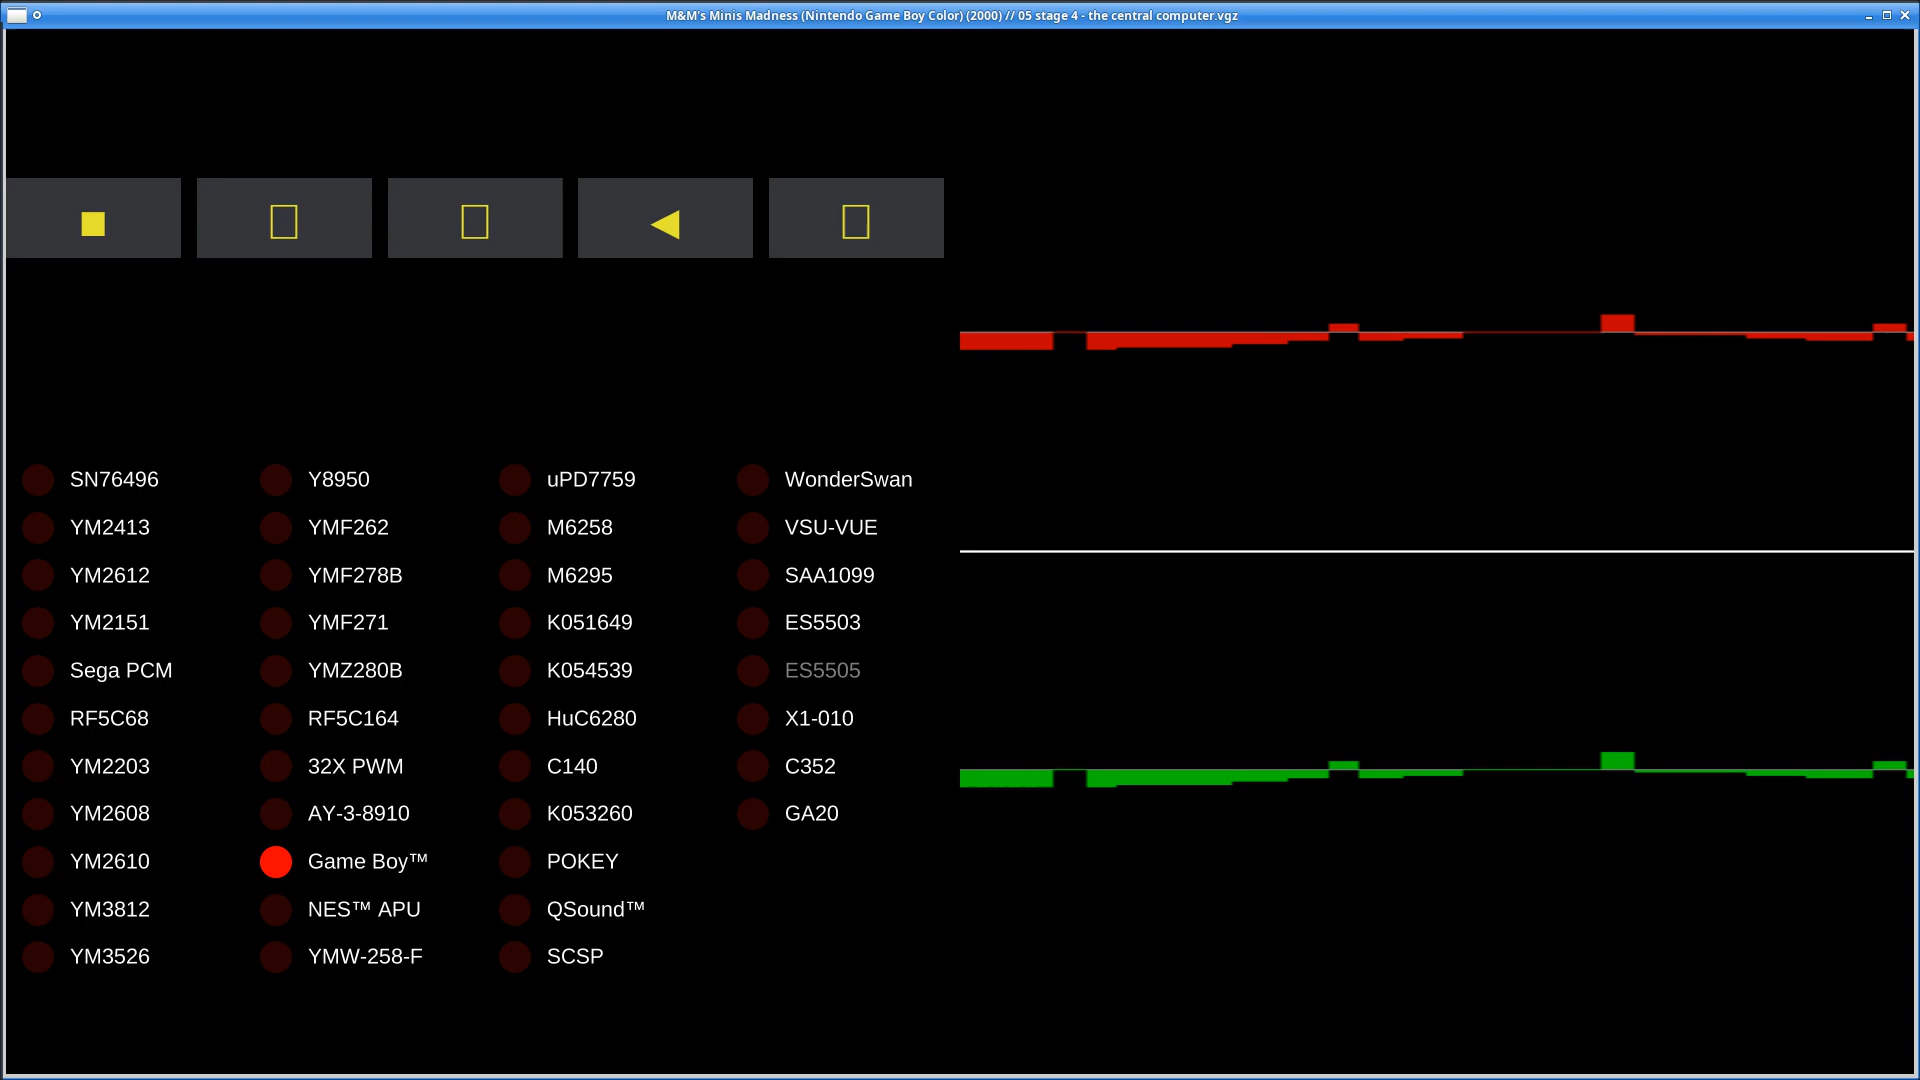 M&M's Minis Madness (Nintendo Game Boy Color) (2000) // 05 stage 4 - the central computer.vgz
SN76496
YM2413
YM2612
YM2151
Sega PCM
RF5C68
YM2203
YM2608
YM2610
YM3812
YM3526
Y8950
YMF262
YMF278B
YMF271
YMZ280B
RF5C164
32X PWM
AY-3-8910
Game Boy™
NES™ APU
YMW-258-F
uPD7759
M6258
M6295
K051649
K054539
HuC6280
C140
K053260
POKEY
QSound™
SCSP
WonderSwan
VSU-VUE
SAA1099
ES5503
ES5505
X1-010
C352
GA20